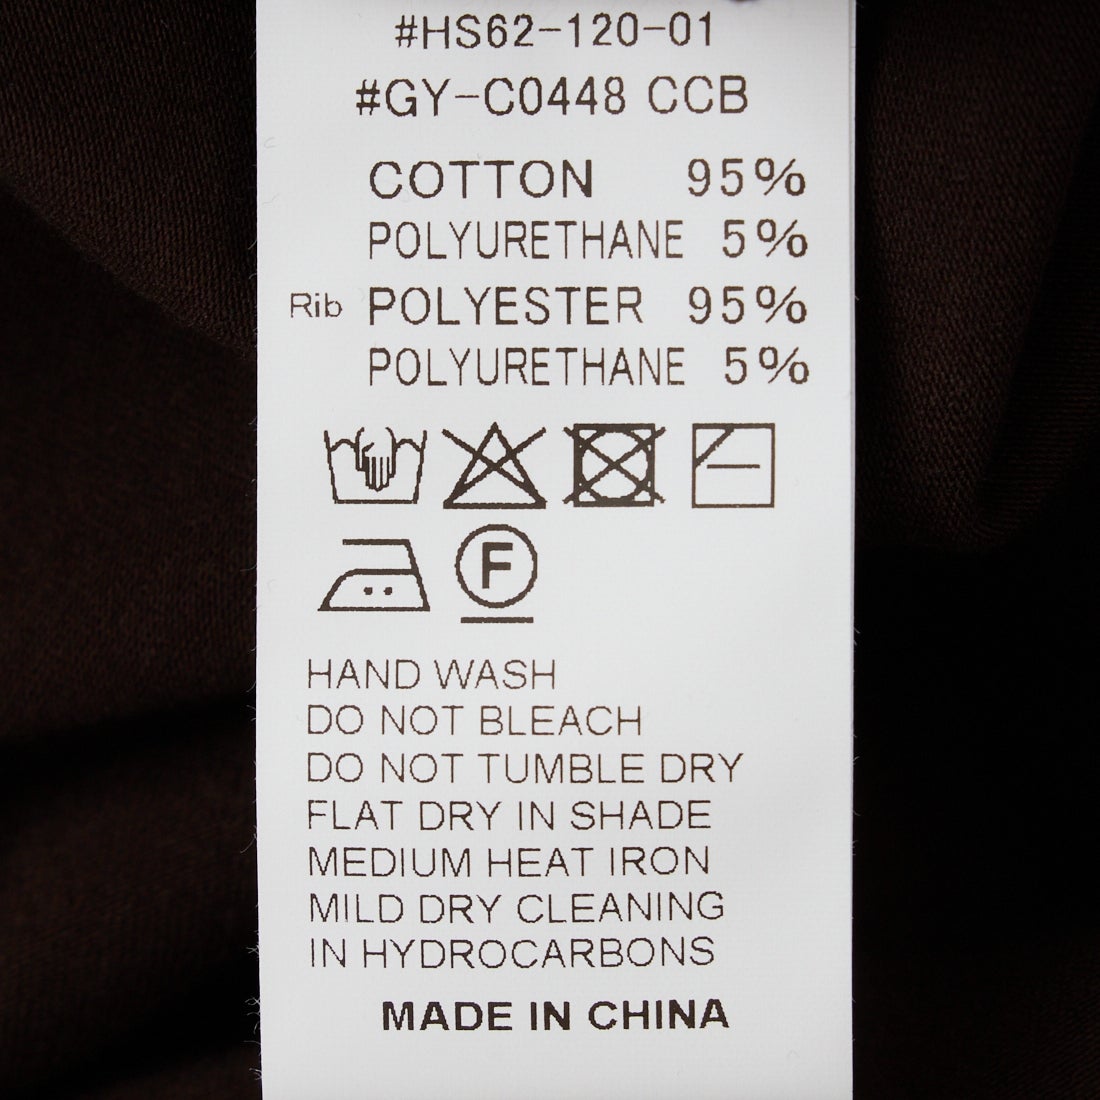 #HS62-120-01
#GY-C0448 CCB
COTTON 95%
POLYURETHANE 5%
Rib POLYESTER 95%
POLYURETHANE 5%
F
HAND WASH
DO NOT BLEACH
DO NOT TUMBLE DRY
FLAT DRY IN SHADE
MEDIUM HEAT IRON
MILD DRY CLEANING
IN HYDROCARBONS
MADE IN CHINA